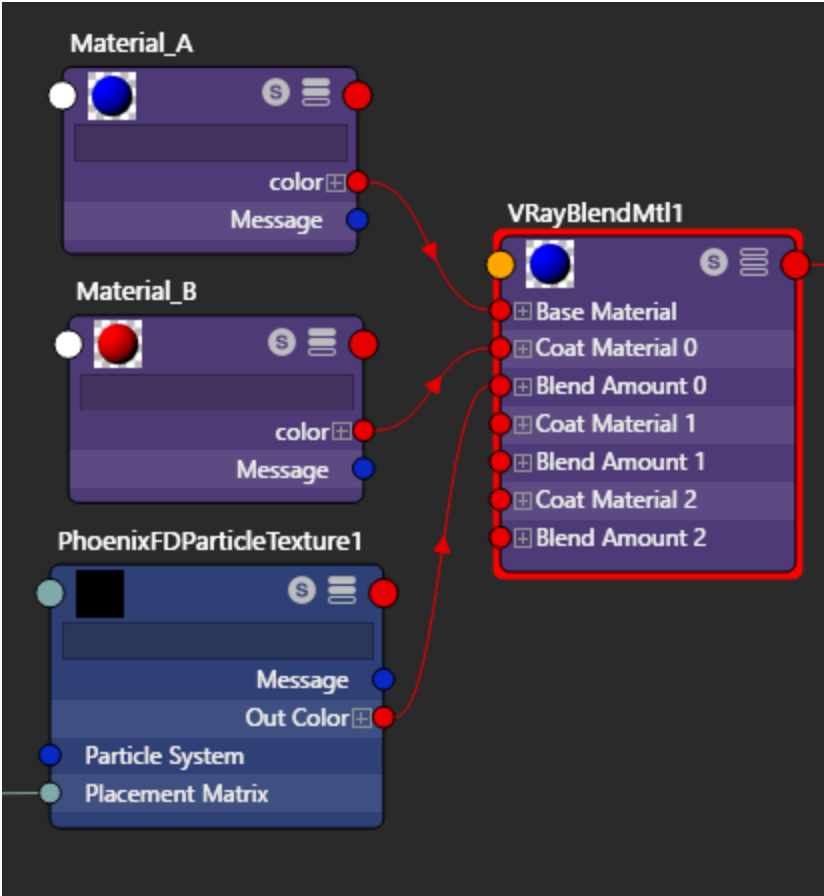 Material_A
S
color
Message
Material_B
S
color
Message
PhoenixFDParticleTexture1
S
Message
Out Color
Particle System
Placement Matrix
VRayBlendMtl1
S
Base Material
Coat Material 0
Blend Amount 0
Coat Material 1
Blend Amount 1
Coat Material 2
Blend Amount 2